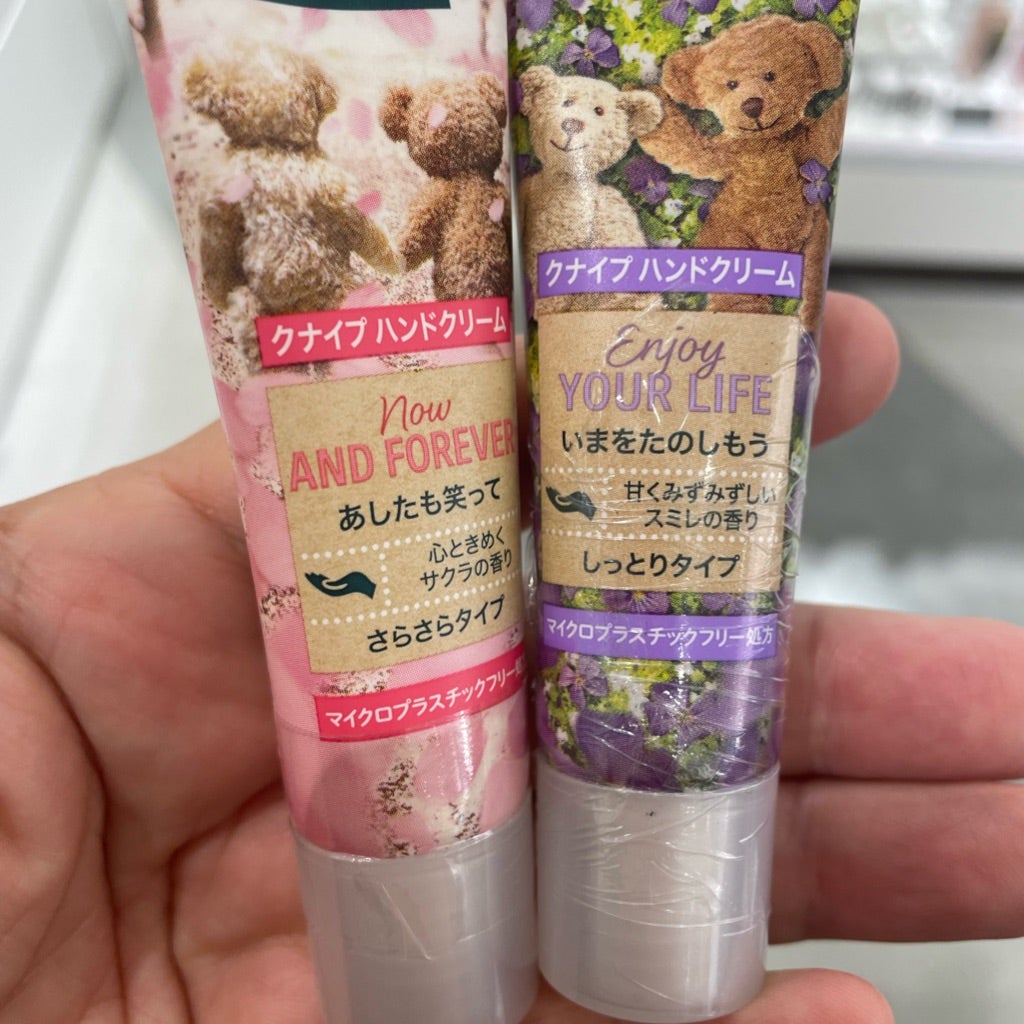 クナイプ ハンドクリーム
Now
AND FOREVER
あしたも笑って
心ときめく
サクラの香り
さらさらタイプ
マイクロプラスチックフリー
クナイプ ハンドクリーム
Enjoy
YOUR LIFE
いまをたのしもう
甘くみずみずしい
スミレの香り
しっとりタイプ
マイクロプラスチックフリー処方